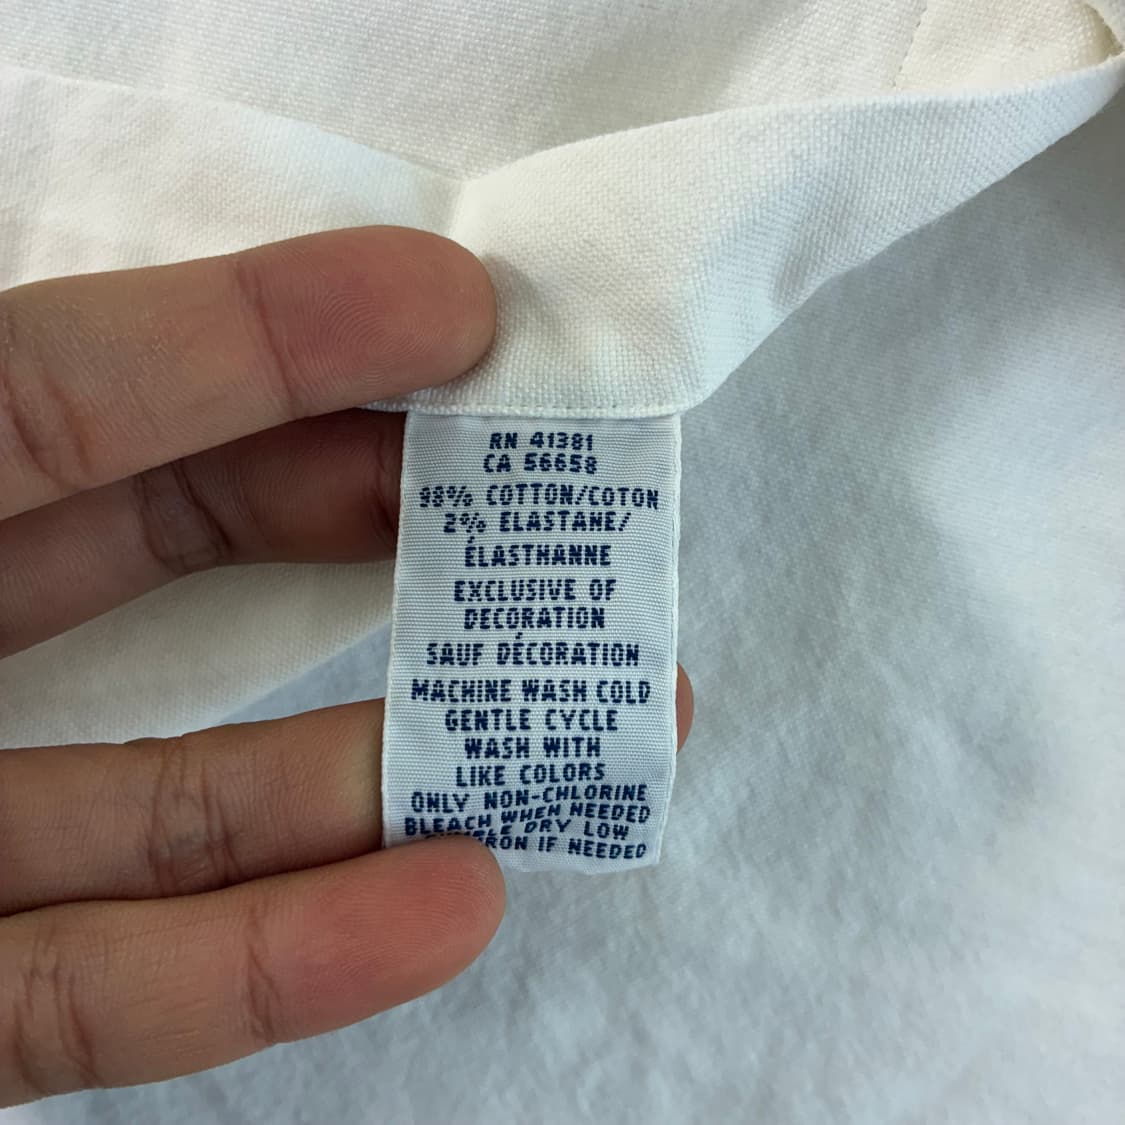 RN 41381
CA 56658
98% COTTON/COTON
2% ELASTANE/
ÉLASTHANNE
EXCLUSIVE OF
DECORATION
SAUF DÉCORATION
MACHINE WASH COLD
GENTLE CYCLE
WASH WITH
LIKE COLORS
ONLY NON-CHLORINE
BLEACH WHEN NEEDED
DRY LOW
IF NEEDED